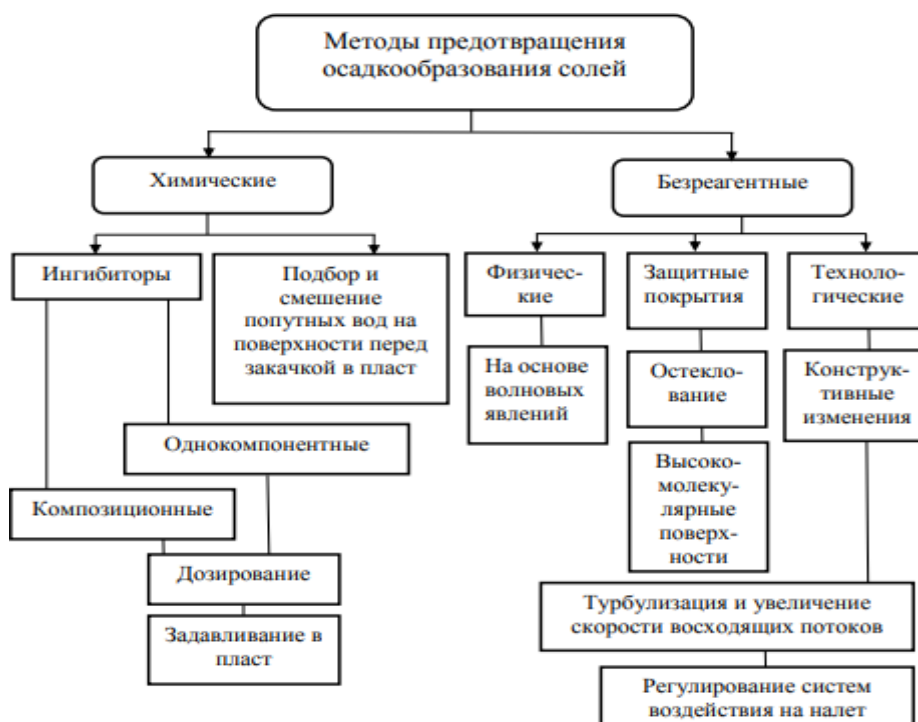 Методы предотвращения
осадкообразования солей
Химические
Безреагентные
Ингибиторы
Подбор и
смешение
попутных вод на
поверхности перед
закачкой в пласт
Физичес-
кие
Защитные
покрытия
Техноло-
гические
На основе
волновых
явлений
Остекло-
вание
Конструк-
тивные
изменения
Однокомпонентные
Высоко-
молеку-
лярные
поверх-
ности
Композиционные
Дозирование
Задавливание в
пласт
Турбулизация и увеличение
скорости восходящих потоков
Регулирование систем
воздействия на налет